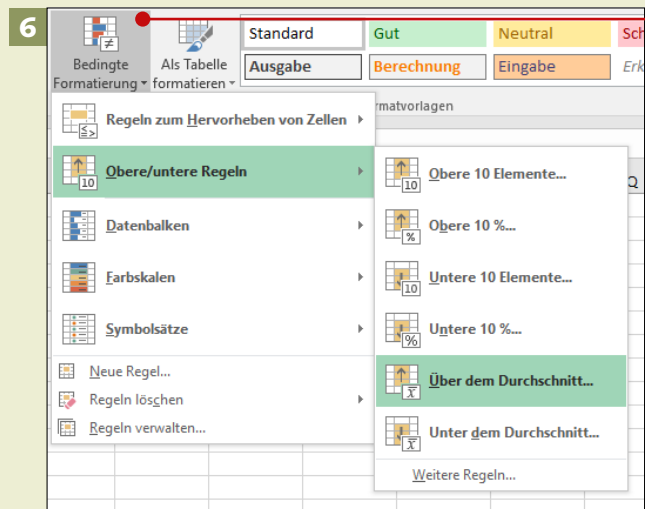 6
Standard Gut Neutral Sch
Bedingte Als Tabelle Ausgabe Berechnung Eingabe Erk
Formatierung formatieren
rmatvorlagen
Regeln zum Hervorheben von Zellen
Obere/untere Regeln
Datenbalken
Farbskalen
Symbolsätze
Neue Regel...
Regeln löschen
Regeln verwalten...
Q
Obere 10 Elemente...
Obere 10 %...
Untere 10 Elemente...
Untere 10 %...
Über dem Durchschnitt...
Unter dem Durchschnitt...
Weitere Regeln...